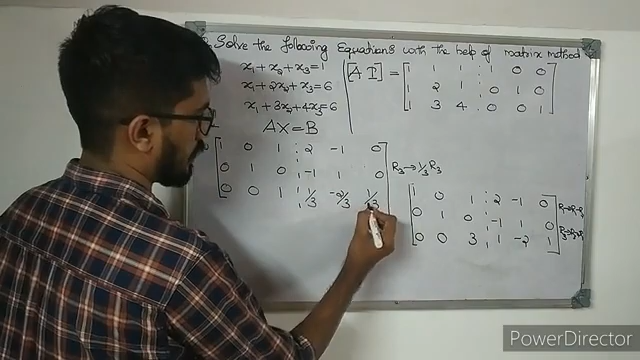 Solve the following Equations with the help of matrix method
x₁ + x₂ + x₃ = 1
x₁ + 2x₂ + x₃ = 6
x₁ + 3x₂ + 4x₃ = 6
[A I] = [1 1 1 : 1 0 0
1 2 1 : 0 1 0
1 3 4 : 0 0 1]
AX = B
[1 0 1 : 2 -1 0
0 1 0 : -1 1 0
0 0 1 : 1/3 -2/3 1/3]
R₃ → 1/3 R₃
[1 0 1 : 2 -1 0
0 1 0 : -1 1 0
0 0 3 : 1 -2 1]
PowerDirector